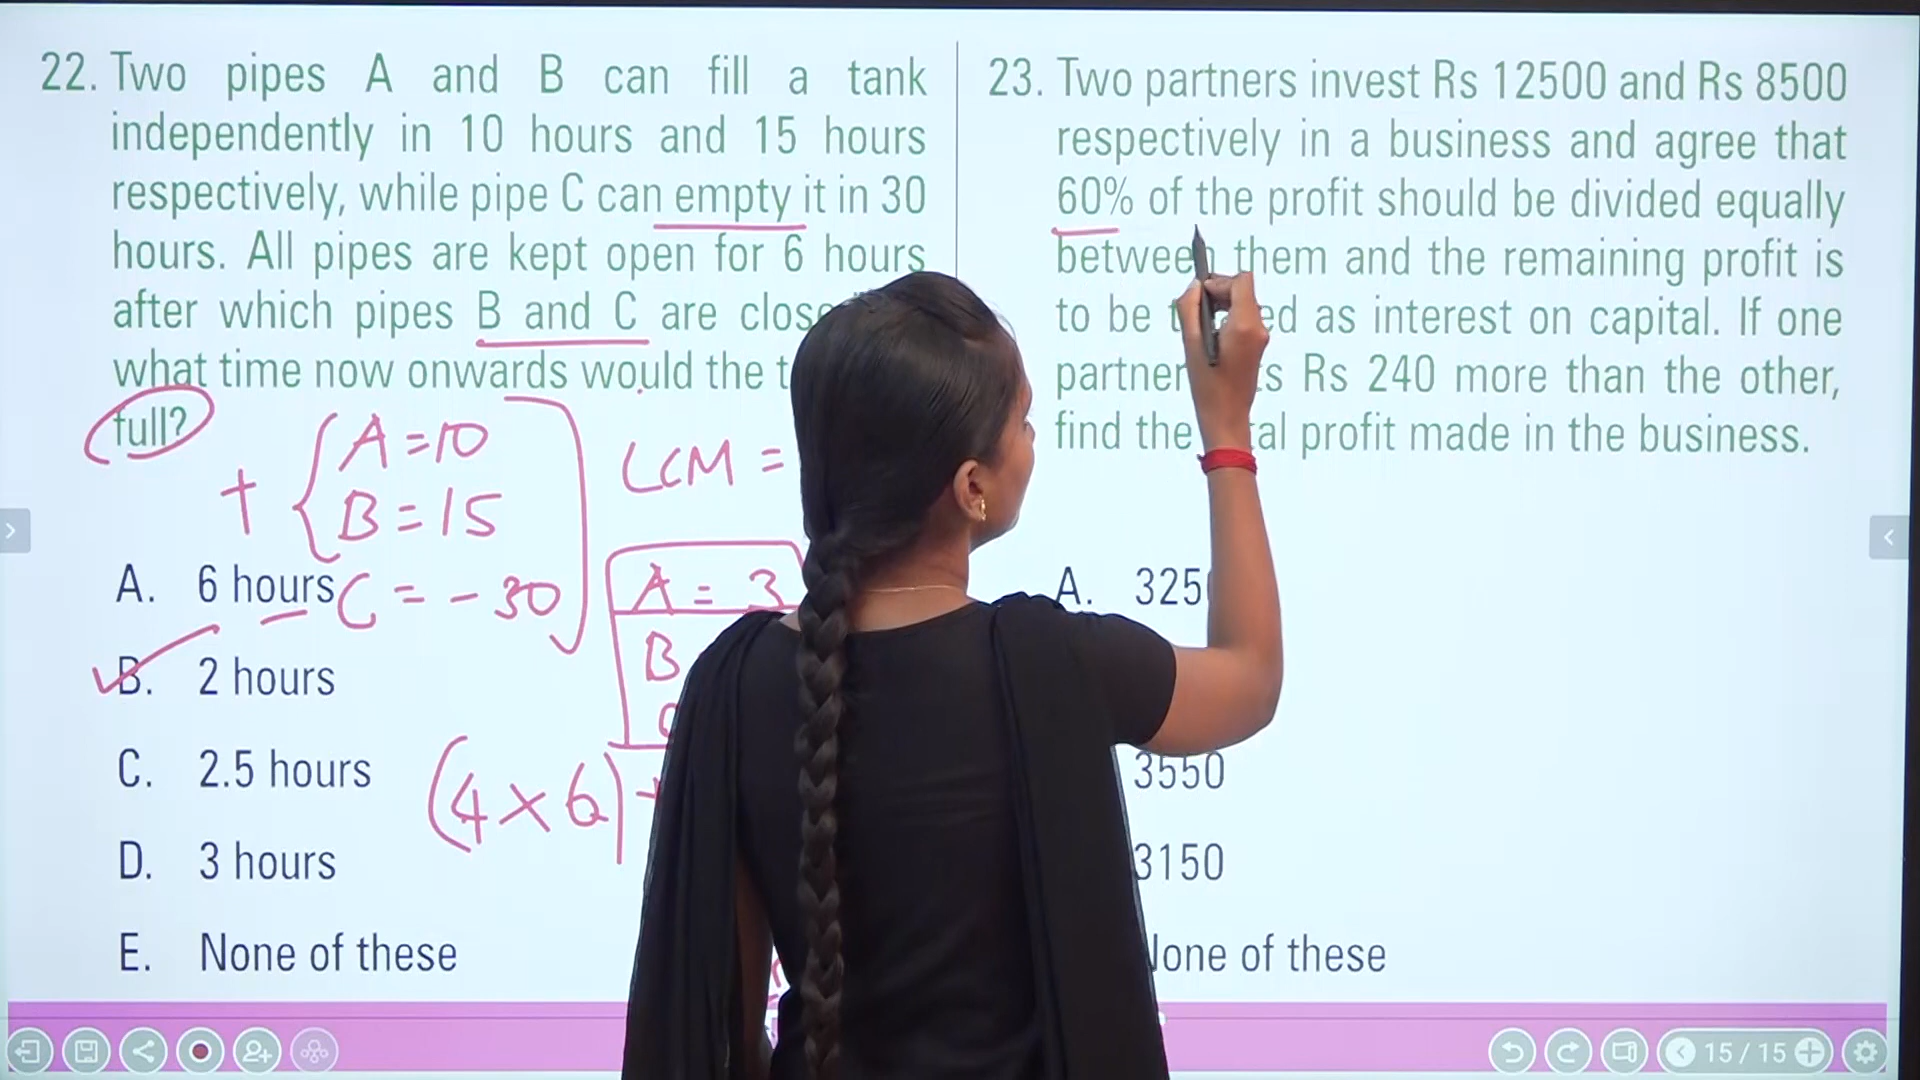 22. Two pipes A and B can fill a tank
independently in 10 hours and 15 hours
respectively, while pipe C can empty it in 30
hours. All pipes are kept open for 6 hours
after which pipes B and C are
what time now onwards would the
full?
A = 10
+ B = 15
C = - 30
LCM =
A = 3
B
(4 × 6) +
A. 6 hours
B. 2 hours
C. 2.5 hours
D. 3 hours
E. None of these
23. Two partners invest Rs 12500 and Rs 8500
respectively in a business and agree that
60% of the profit should be divided equally
between them and the remaining profit is
to be as interest on capital. If one
partner Rs 240 more than the other,
find the profit made in the business.
A. 325
3550
3150
of these
15 / 15